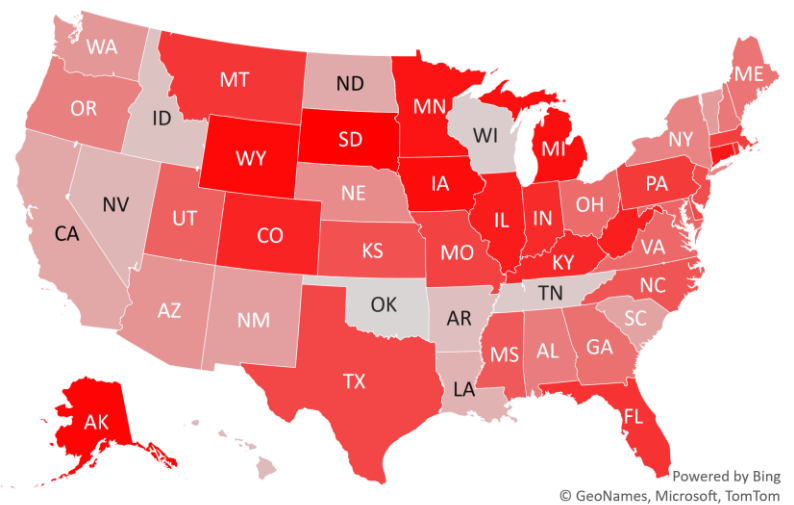 WA
MT
ND
MN
ME
OR
ID
SD
WI
MI
NY
WY
IA
PA
NE
NV
IL
IN
OH
CA
UT
CO
KS
MO
KY
VA
NC
TN
OK
AR
AZ
NM
SC
MS
AL
GA
TX
LA
FL
AK
Powered by Bing
© GeoNames, Microsoft, TomTom